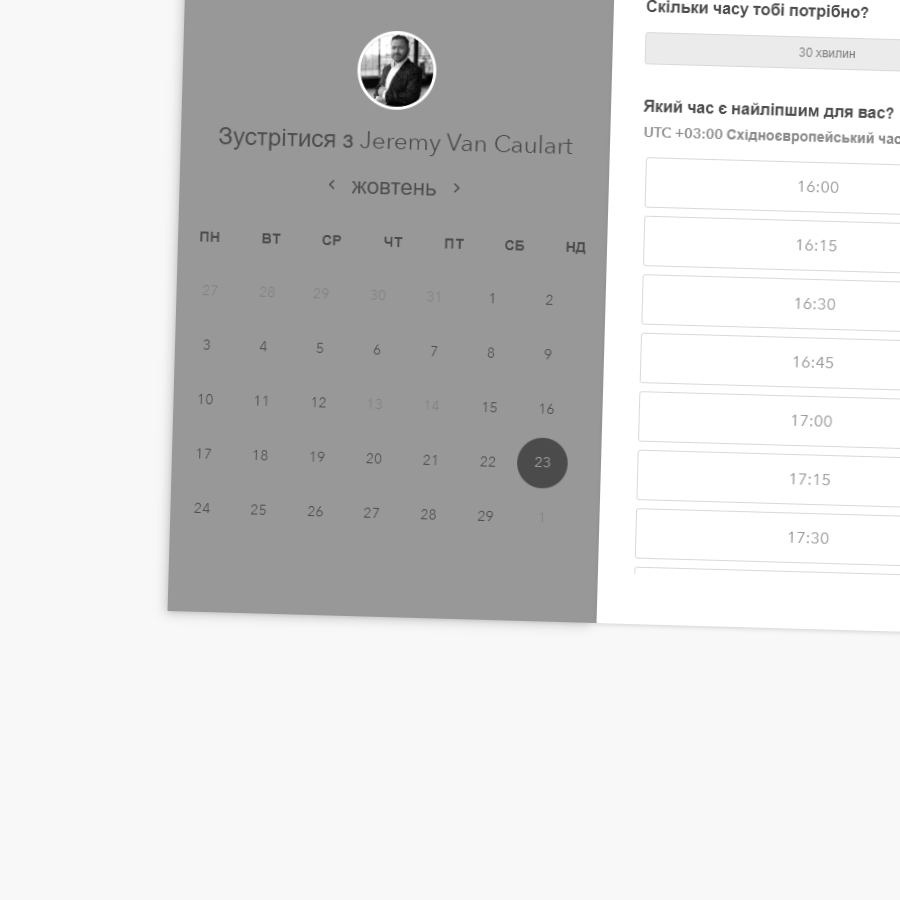 Зустрітися з Jeremy Van Caulart
жовтень
ПН ВТ СР ЧТ ПТ СБ НД
27 28 29 30 31 1 2
3 4 5 6 7 8 9
10 11 12 13 14 15 16
17 18 19 20 21 22 23
24 25 26 27 28 29 1
Скільки часу тобі потрібно?
30 хвилин
Який час є найліпшим для вас?
UTC +03:00 Східноєвропейський час
16:00
16:15
16:30
16:45
17:00
17:15
17:30